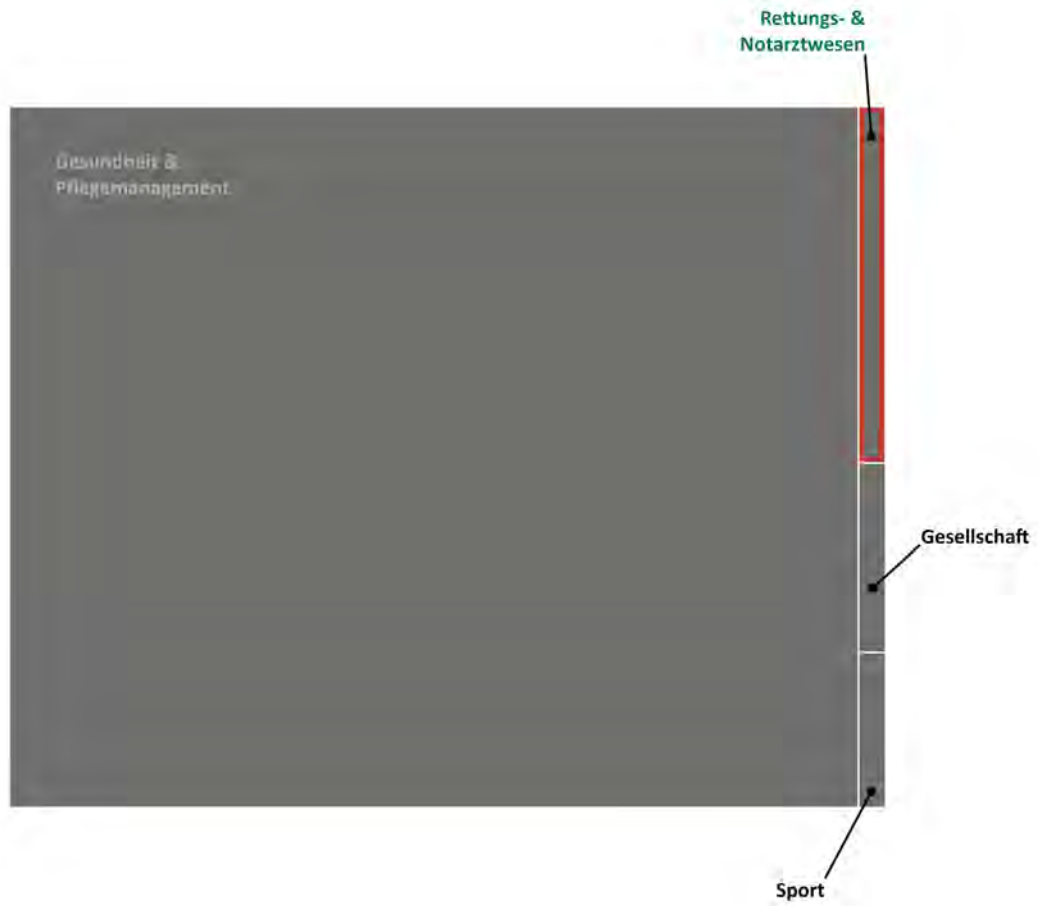 Rettungs- &
Notarztwesen
Gesundheit &
Pflegemanagement
Gesellschaft
Sport